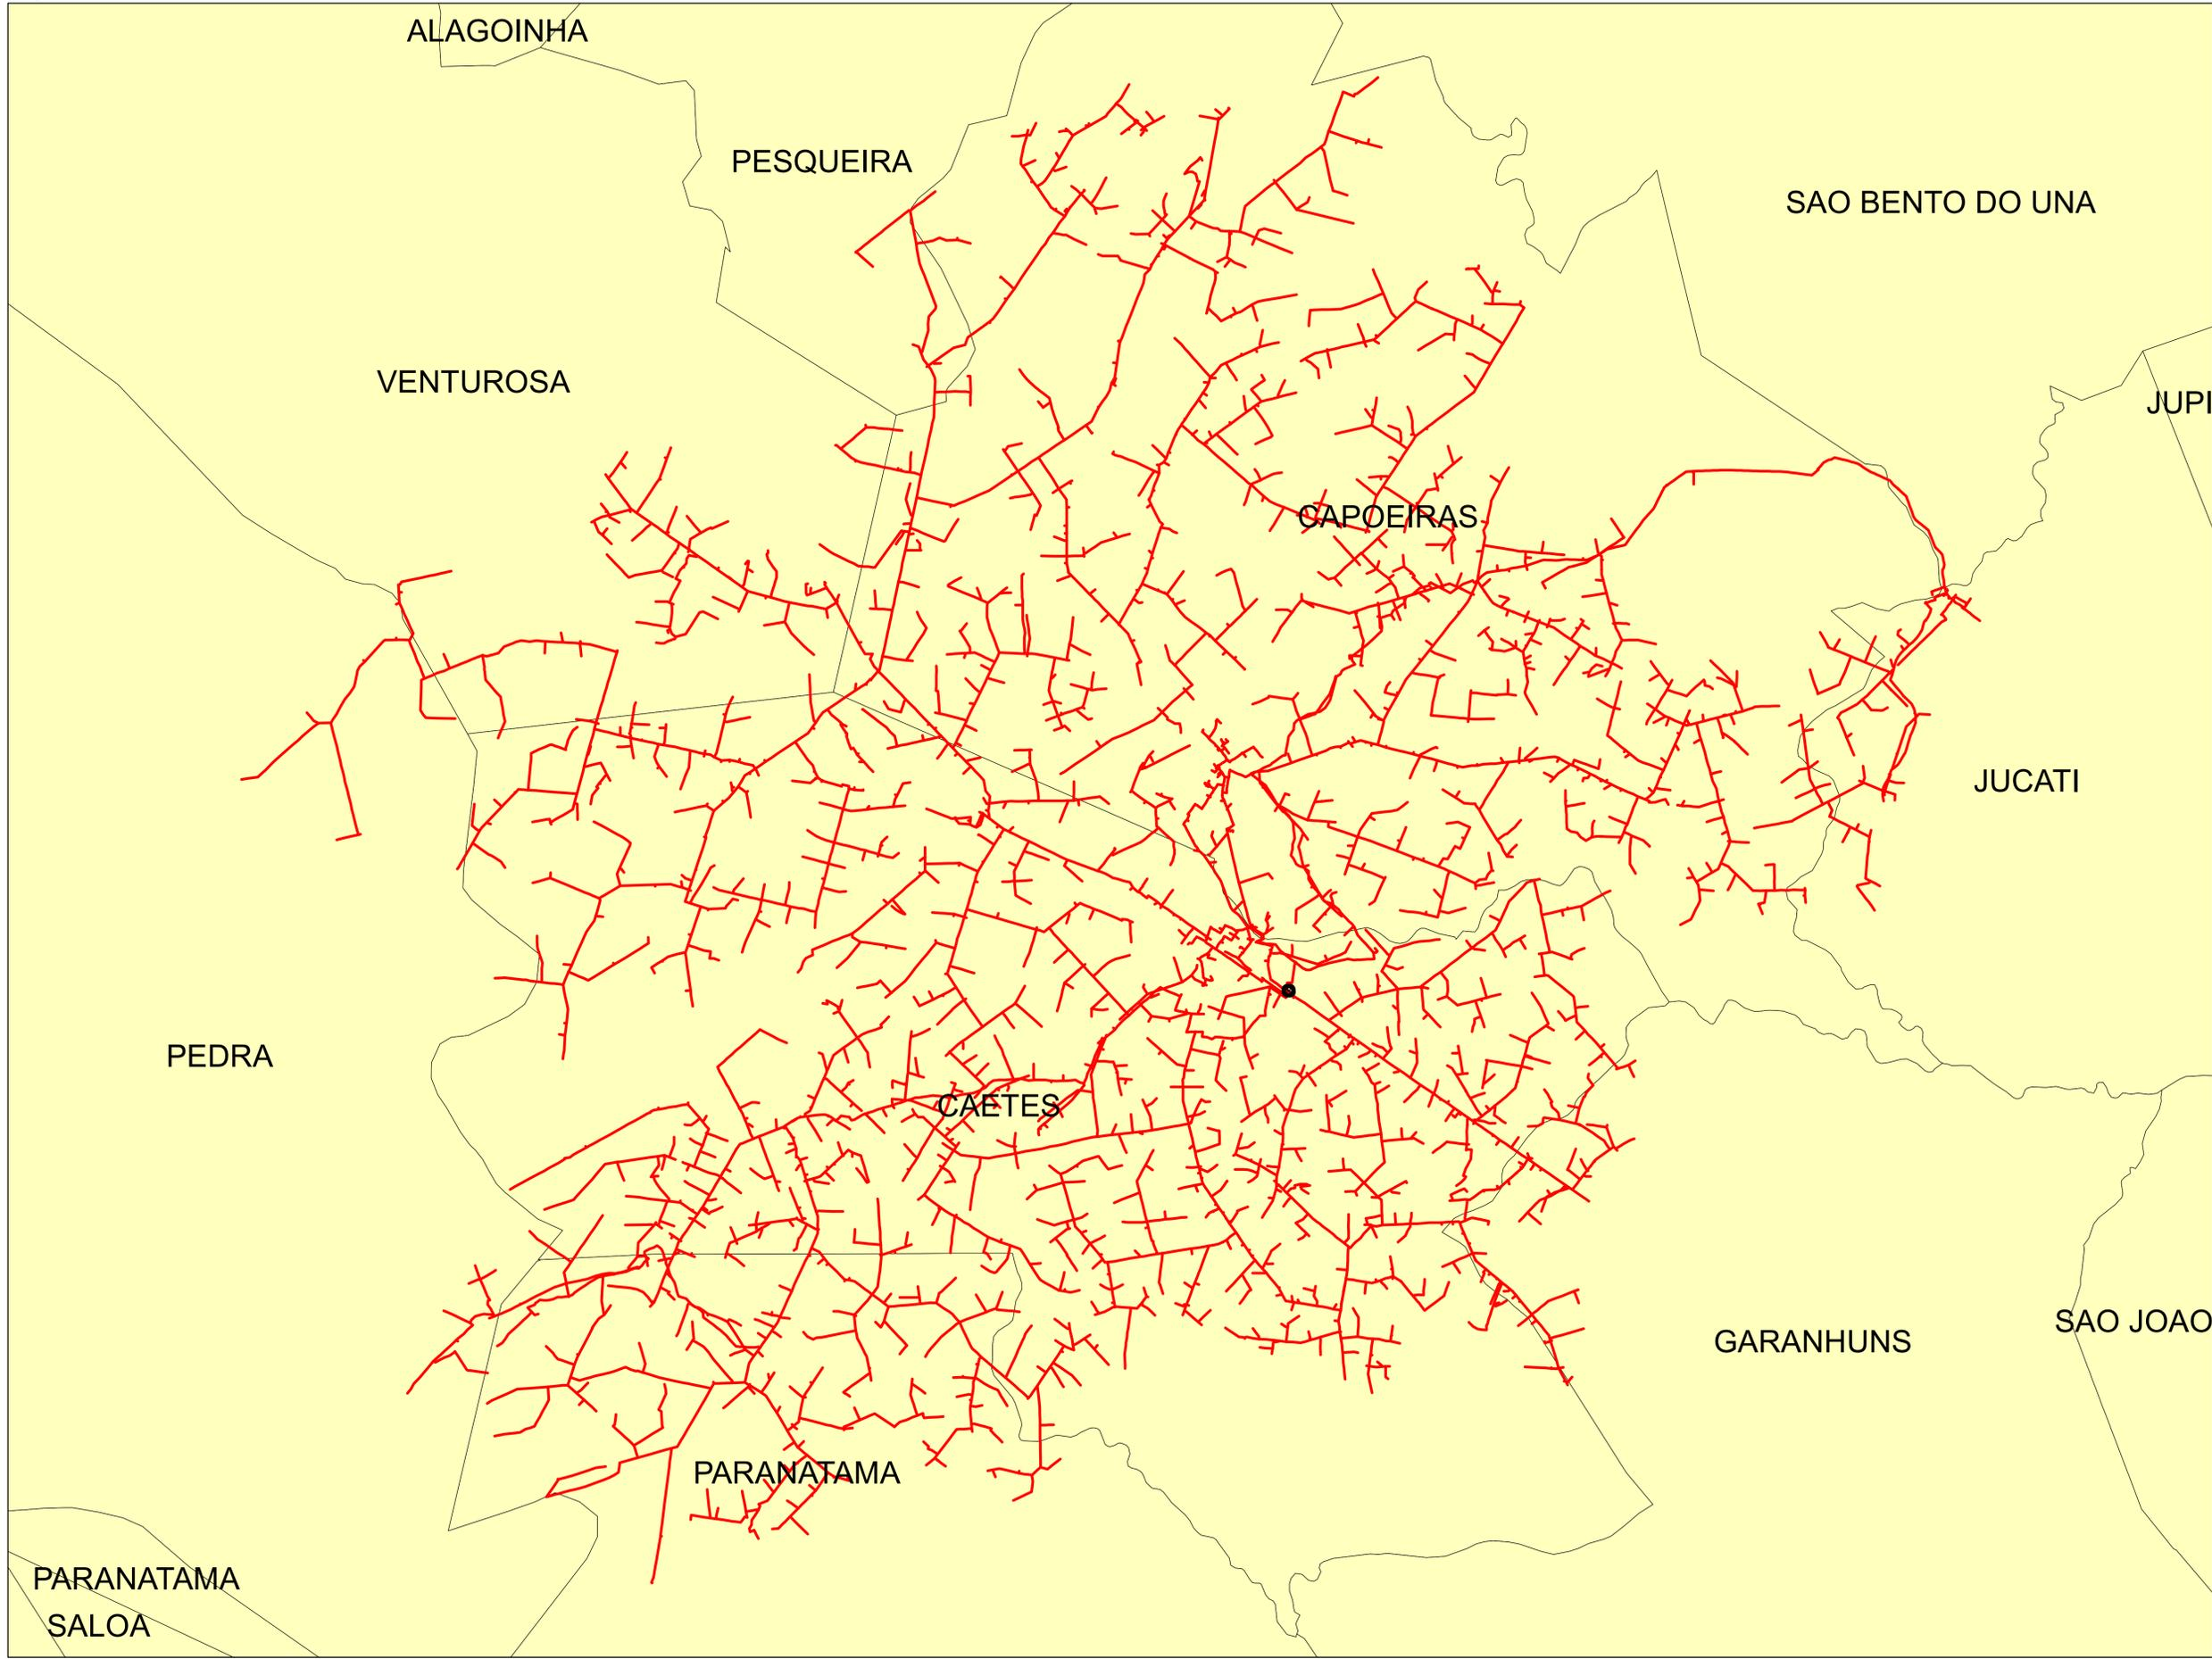 ALAGOINHA
PESQUEIRA
SAO BENTO DO UNA
VENTUROSA
JUPI
CAPOEIRAS
JUCATI
PEDRA
CAETES
SAO JOAO
GARANHUNS
PARANATAMA
PARANATAMA
SALOA